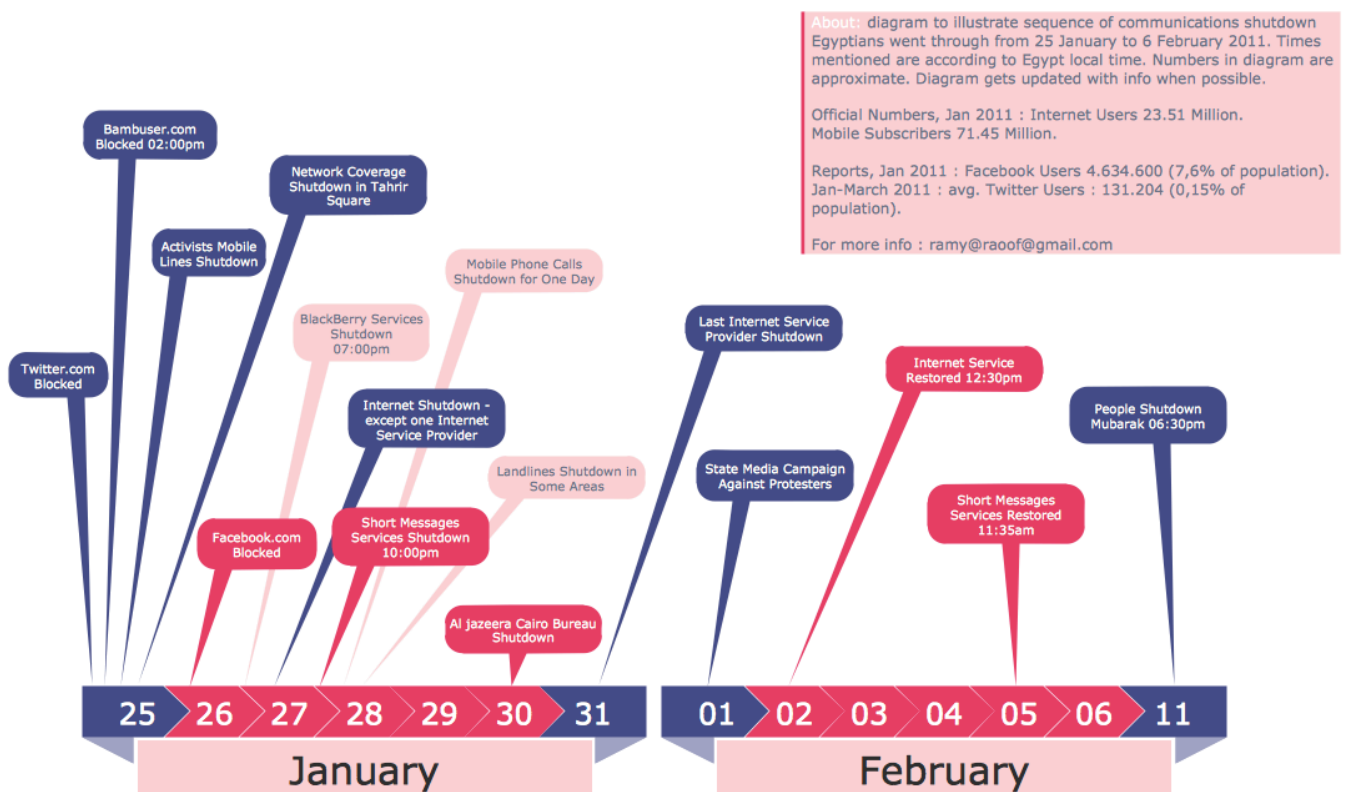 About: diagram to illustrate sequence of communications shutdown
Egyptians went through from 25 January to 6 February 2011. Times
mentioned are according to Egypt local time. Numbers in diagram are
approximate. Diagram gets updated with info when possible.
Official Numbers, Jan 2011 : Internet Users 23.51 Million.
Mobile Subscribers 71.45 Million.
Reports, Jan 2011 : Facebook Users 4.634.600 (7,6% of population).
Jan-March 2011 : avg. Twitter Users : 131.204 (0,15% of
population).
For more info : ramy@raoof@gmail.com
Twitter.com
Blocked
Bambuser.com
Blocked 02:00pm
Activists Mobile
Lines Shutdown
Network Coverage
Shutdown in Tahrir
Square
Facebook.com
Blocked
BlackBerry Services
Shutdown
07:00pm
Internet Shutdown -
except one Internet
Service Provider
Short Messages
Services Shutdown
10:00pm
Mobile Phone Calls
Shutdown for One Day
Landlines Shutdown in
Some Areas
Al jazeera Cairo Bureau
Shutdown
Last Internet Service
Provider Shutdown
State Media Campaign
Against Protesters
Internet Service
Restored 12:30pm
Short Messages
Services Restored
11:35am
People Shutdown
Mubarak 06:30pm
25 26 27 28 29 30 31
01 02 03 04 05 06 11
January
February